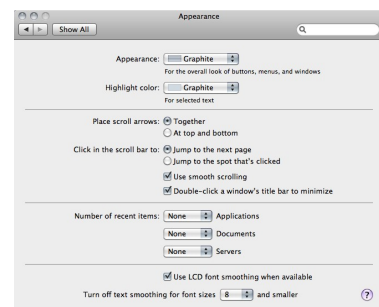 Appearance
Show All
Appearance: Graphite
For the overall look of buttons, menus, and windows
Highlight color: Graphite
For selected text
Place scroll arrows: Together
At top and bottom
Click in the scroll bar to: Jump to the next page
Jump to the spot that's clicked
Use smooth scrolling
Double-click a window's title bar to minimize
Number of recent items: None Applications
None Documents
None Servers
Use LCD font smoothing when available
Turn off text smoothing for font sizes 8 and smaller ?